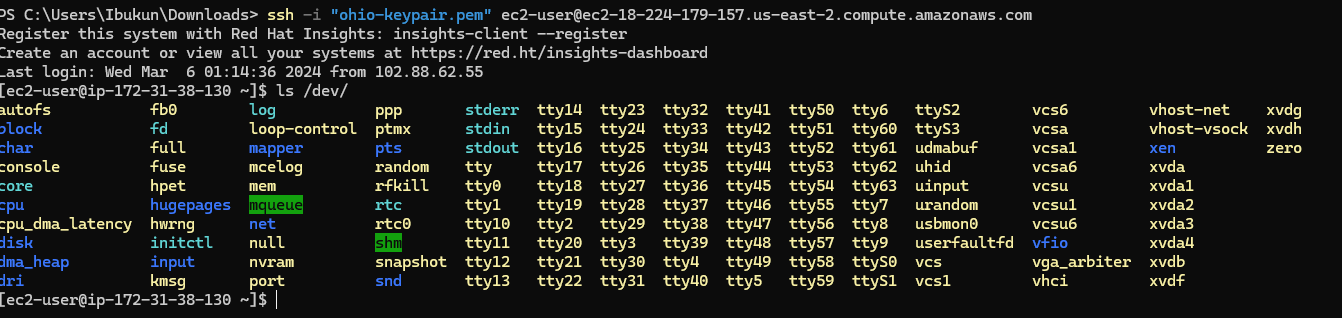 PS C:\Users\Ibukun\Downloads> ssh -i "ohio-keypair.pem" ec2-user@ec2-18-224-179-157.us-east-2.compute.amazonaws.com
Register this system with Red Hat Insights: insights-client --register
Create an account or view all your systems at https://red.ht/insights-dashboard
Last login: Wed Mar  6 01:14:36 2024 from 102.88.62.55
[ec2-user@ip-172-31-38-130 ~]$ ls /dev/
autofs fb0 log ppp stderr tty14 tty23 tty32 tty41 tty50 tty6 ttyS2 vcs6 vhost-net xvdg
block fd loop-control ptmx stdin tty15 tty24 tty33 tty42 tty51 tty60 ttyS3 vcsa vhost-vsock xvdh
char full mapper pts stdout tty16 tty25 tty34 tty43 tty52 tty61 udmabuf vcsa1 xen zero
console fuse mcelog random tty tty17 tty26 tty35 tty44 tty53 tty62 uhid vcsa6 xvda
core hpet mem rfkill tty0 tty18 tty27 tty36 tty45 tty54 tty63 uinput vcsu xvda1
cpu hugepages mqueue rtc tty1 tty19 tty28 tty37 tty46 tty55 tty7 urandom vcsu1 xvda2
cpu_dma_latency hwrng net rtc0 tty10 tty2 tty29 tty38 tty47 tty56 tty8 usbmon0 vcsu6 xvda3
disk initctl null shm tty11 tty20 tty3 tty39 tty48 tty57 tty9 userfaultfd vfio xvda4
dma_heap input nvram snapshot tty12 tty21 tty30 tty4 tty49 tty58 ttyS0 vcs vga_arbiter xvdb
dri kmsg port snd tty13 tty22 tty31 tty40 tty5 tty59 ttyS1 vcs1 vhci xvdf
[ec2-user@ip-172-31-38-130 ~]$